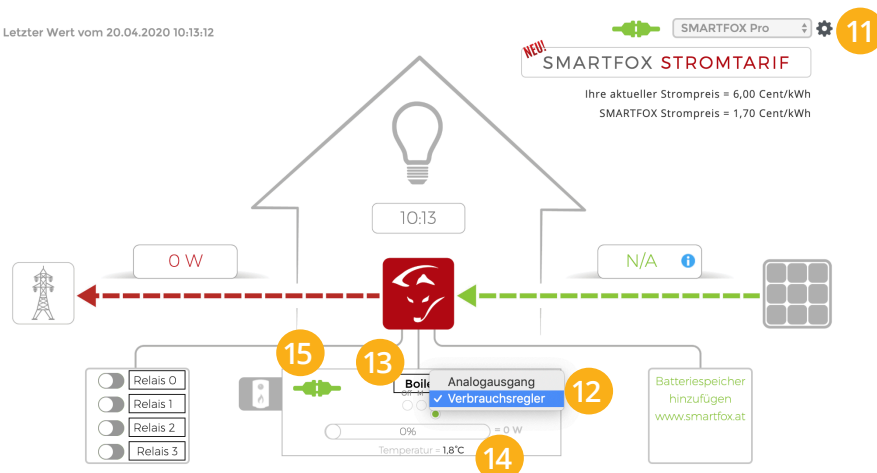 Letzter Wert vom 20.04.2020 10:13:12
SMARTFOX Pro
11
NEU!
SMARTFOX STROMTARIF
Ihre aktueller Strompreis = 6,00 Cent/kWh
SMARTFOX Strompreis = 1,70 Cent/kWh
10:13
0 W
N/A
i
15
13
12
Relais 0
Relais 1
Relais 2
Relais 3
Analogausgang
✓ Verbrauchsregler
Off
0%
= 0 W
Temperatur = 1,8°C
14
Batteriespeicher
hinzufügen
www.smartfox.at